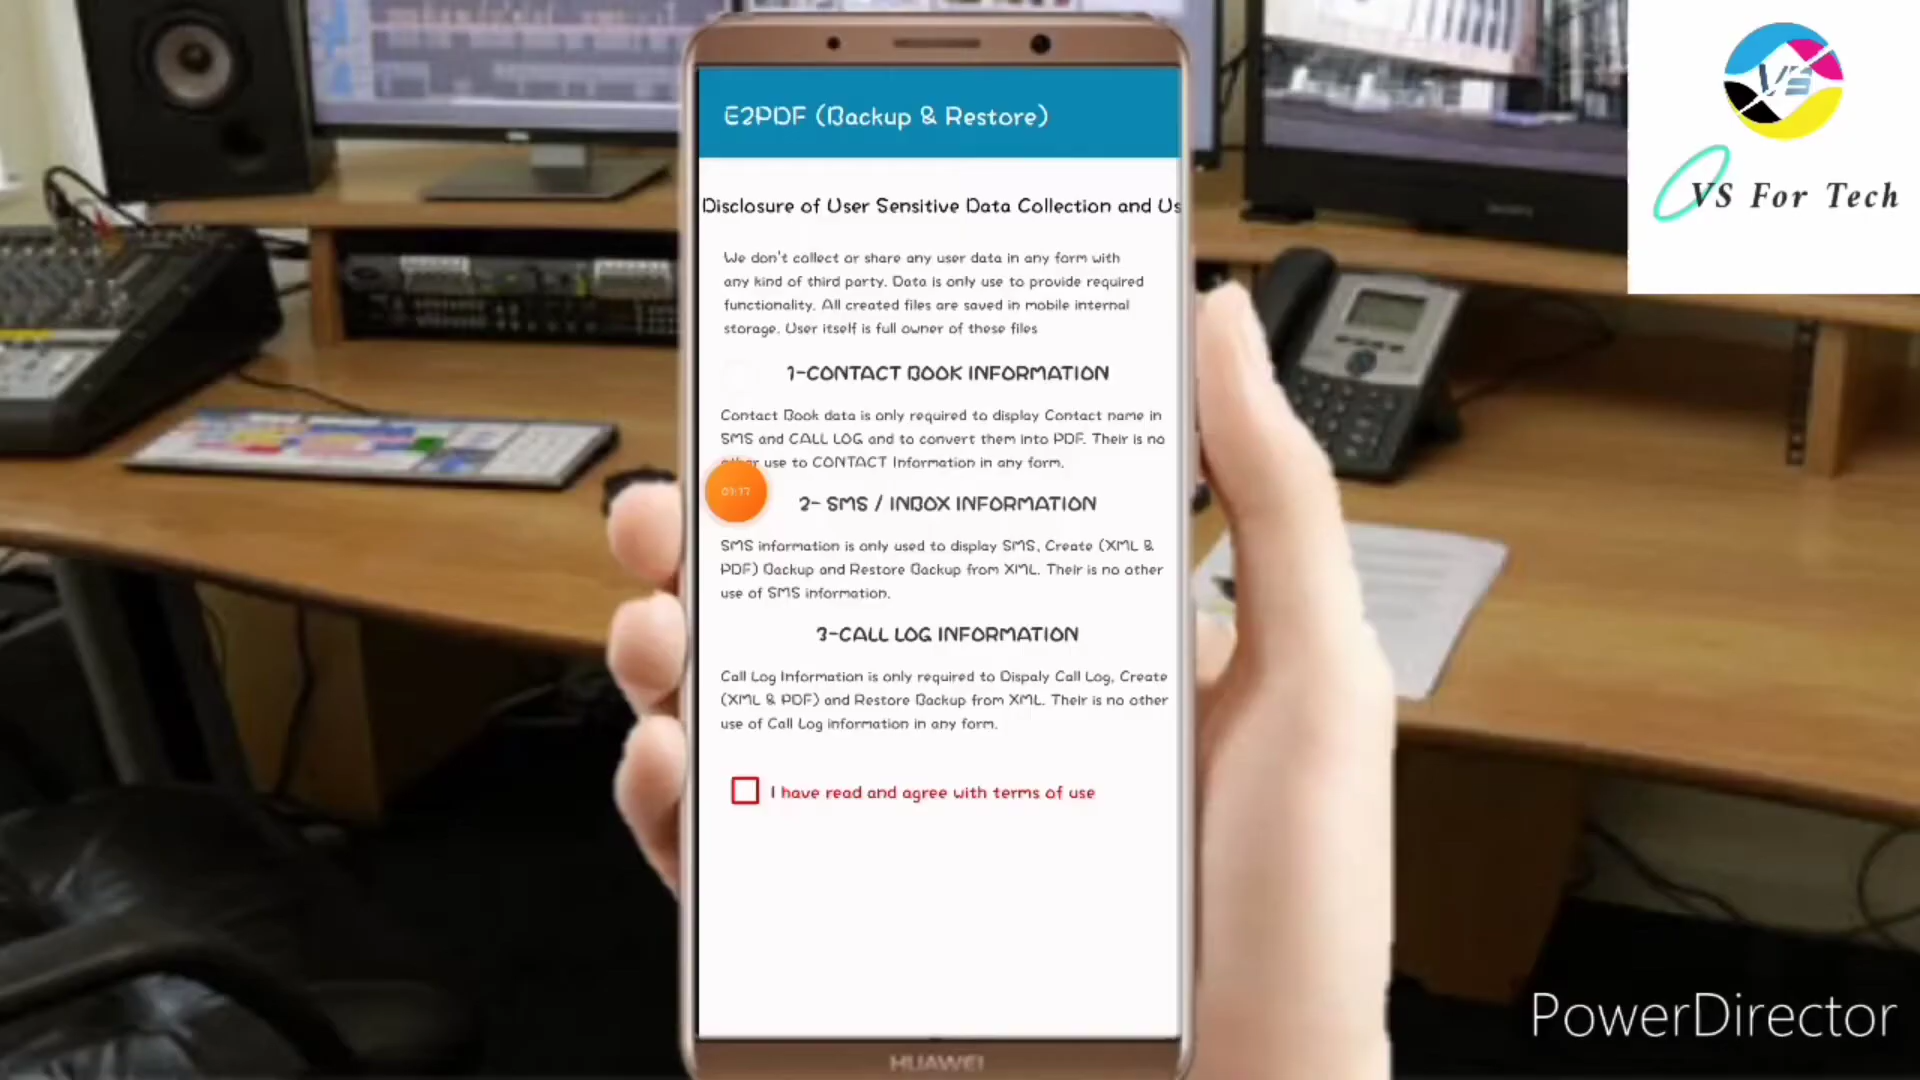 E2PDF (Backup & Restore)
Disclosure of User Sensitive Data Collection and Us
We don't collect or share any user data in any form with
any kind of third party. Data is only use to provide required
functionality. All created files are saved in mobile internal
storage. User itself is full owner of these files
1-CONTACT BOOK INFORMATION
Contact Book data is only required to display Contact name in
SMS and CALL LOG and to convert them into PDF. Their is no
other use to CONTACT Information in any form.
01:17
2- SMS / INBOX INFORMATION
SMS information is only used to display SMS, Create (XML &
PDF) Backup and Restore Backup from XML. Their is no other
use of SMS information.
3-CALL LOG INFORMATION
Call Log Information is only required to Dispaly Call Log, Create
(XML & PDF) and Restore Backup from XML. Their is no other
use of Call Log information in any form.
I have read and agree with terms of use
HUAWEI
VS
VS For Tech
PowerDirector